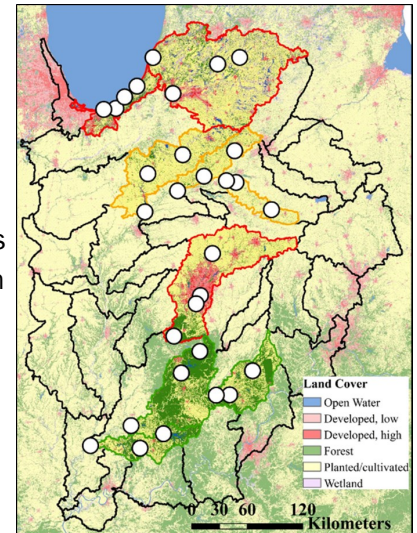 s
n
Land Cover
Open Water
Developed, low
Developed, high
Forest
Planted/cultivated
Wetland
0 30 60 120
Kilometers